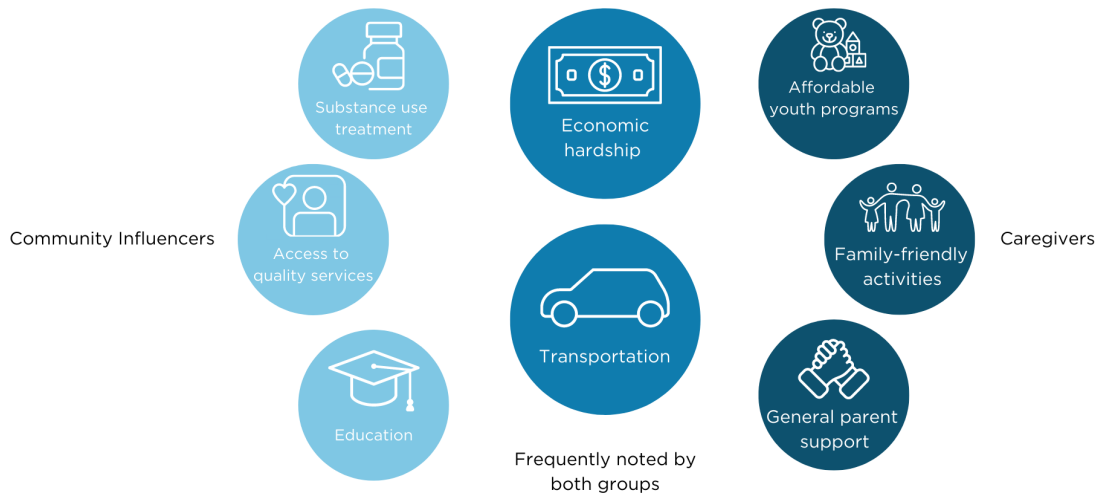 Community Influencers
Substance use
treatment
Access to
quality services
Education
$
Economic
hardship
Transportation
Frequently noted by
both groups
Affordable
youth programs
Family-friendly
activities
General parent
support
Caregivers